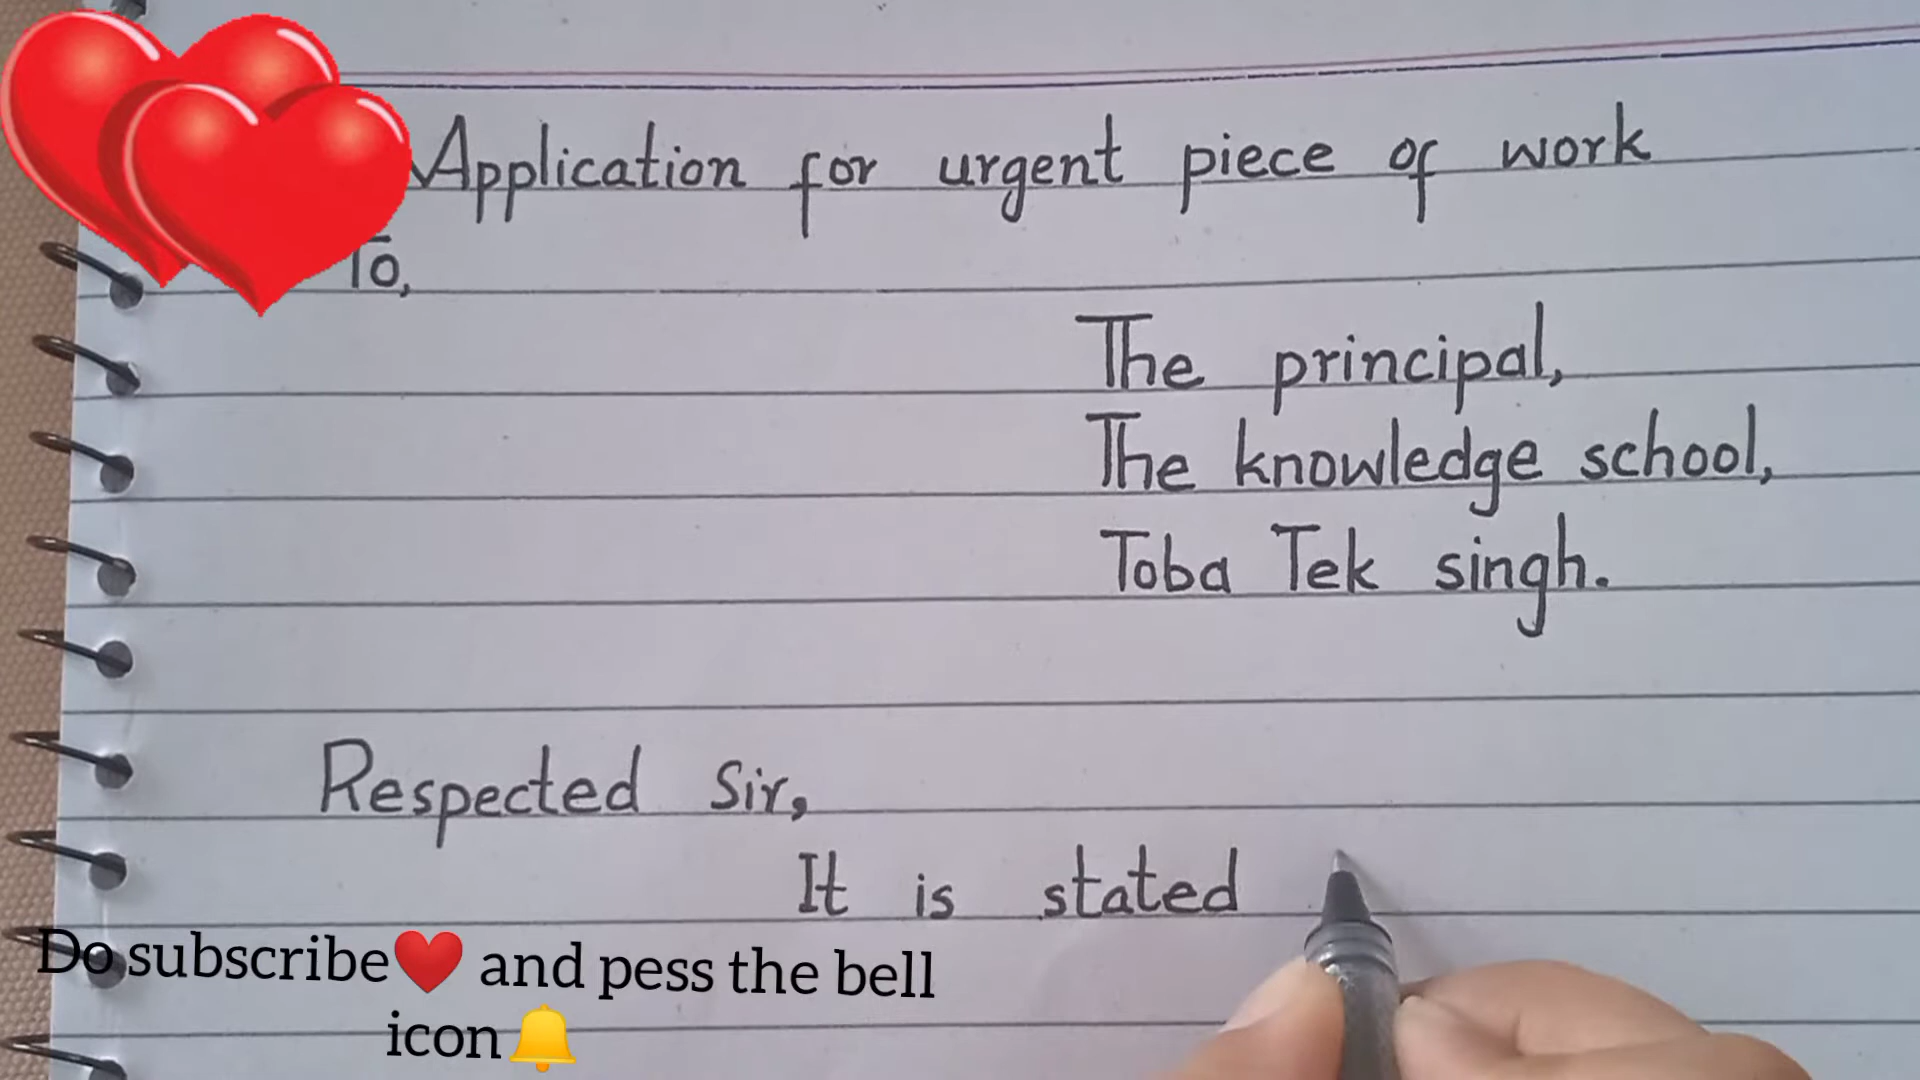 Application for urgent piece of work
To,
The principal,
The knowledge school,
Toba Tek singh.
Respected Sir,
It is stated
Do subscribe❤️ and pess the bell
icon🔔